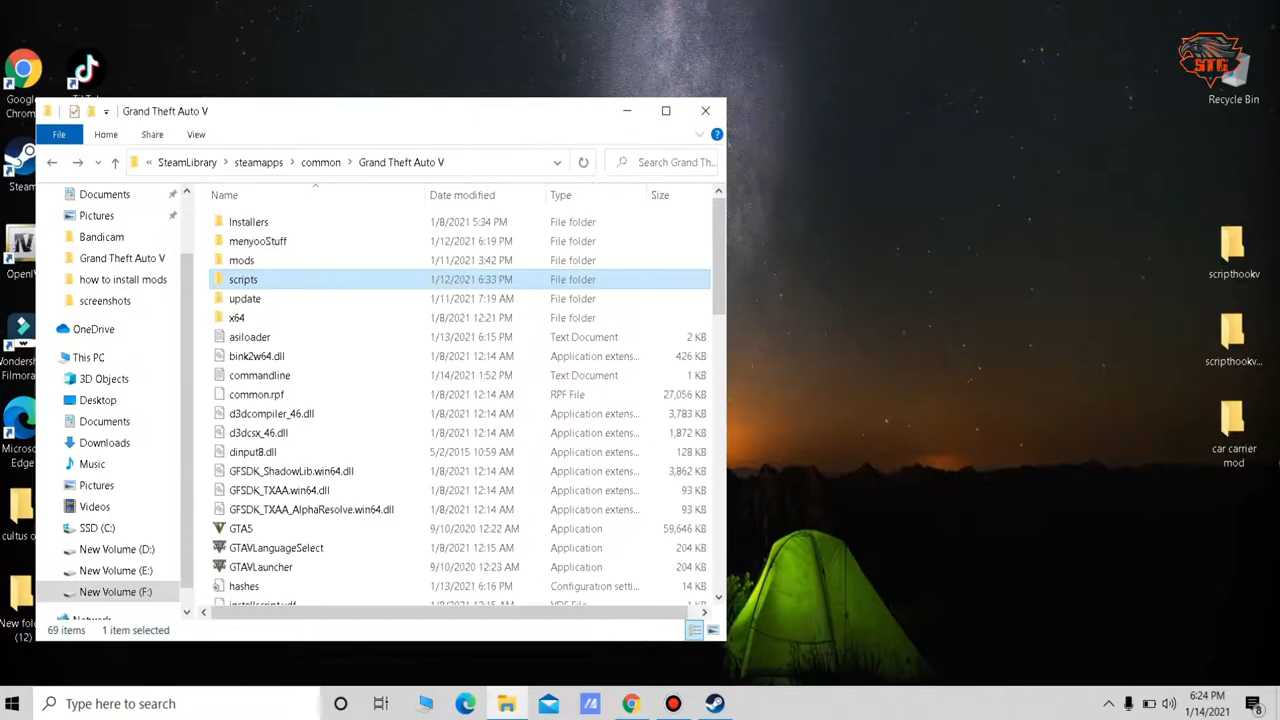 Google
Chrome
Steam
OpenIV
Wondersh
Filmora
Microsof
Edge
cultus o
New fol
(12)
Grand Theft Auto V
File
Home
Share
View
« SteamLibrary > steamapps > common > Grand Theft Auto V
Search Grand Th...
Documents
Pictures
Bandicam
Grand Theft Auto V
how to install mods
screenshots
OneDrive
This PC
3D Objects
Desktop
Documents
Downloads
Music
Pictures
Videos
SSD (C:)
New Volume (D:)
New Volume (E:)
New Volume (F:)
Name Date modified Type Size
Installers 1/8/2021 5:34 PM File folder
menyooStuff 1/12/2021 6:19 PM File folder
mods 1/11/2021 3:42 PM File folder
scripts 1/12/2021 6:33 PM File folder
update 1/11/2021 7:19 AM File folder
x64 1/8/2021 12:21 PM File folder
asiloader 1/13/2021 6:15 PM Text Document 2 KB
bink2w64.dll 1/8/2021 12:14 AM Application extens... 426 KB
commandline 1/14/2021 1:52 PM Text Document 1 KB
common.rpf 1/8/2021 12:14 AM RPF File 27,056 KB
d3dcompiler_46.dll 1/8/2021 12:14 AM Application extens... 3,783 KB
d3dcsx_46.dll 1/8/2021 12:14 AM Application extens... 1,872 KB
dinput8.dll 5/2/2015 10:59 AM Application extens... 128 KB
GFSDK_ShadowLib.win64.dll 1/8/2021 12:14 AM Application extens... 3,862 KB
GFSDK_TXAA.win64.dll 1/8/2021 12:14 AM Application extens... 93 KB
GFSDK_TXAA_AlphaResolve.win64.dll 1/8/2021 12:14 AM Application extens... 93 KB
GTA5 9/10/2020 12:22 AM Application 59,646 KB
GTAVLanguageSelect 1/8/2021 12:15 AM Application 204 KB
GTAVLauncher 9/10/2020 12:23 AM Application 204 KB
hashes 1/13/2021 6:16 PM Configuration setti... 14 KB
69 items 1 item selected
STG
Recycle Bin
scripthookv
scripthookv...
car carrier
mod
Type here to search
6:24 PM
1/14/2021
8